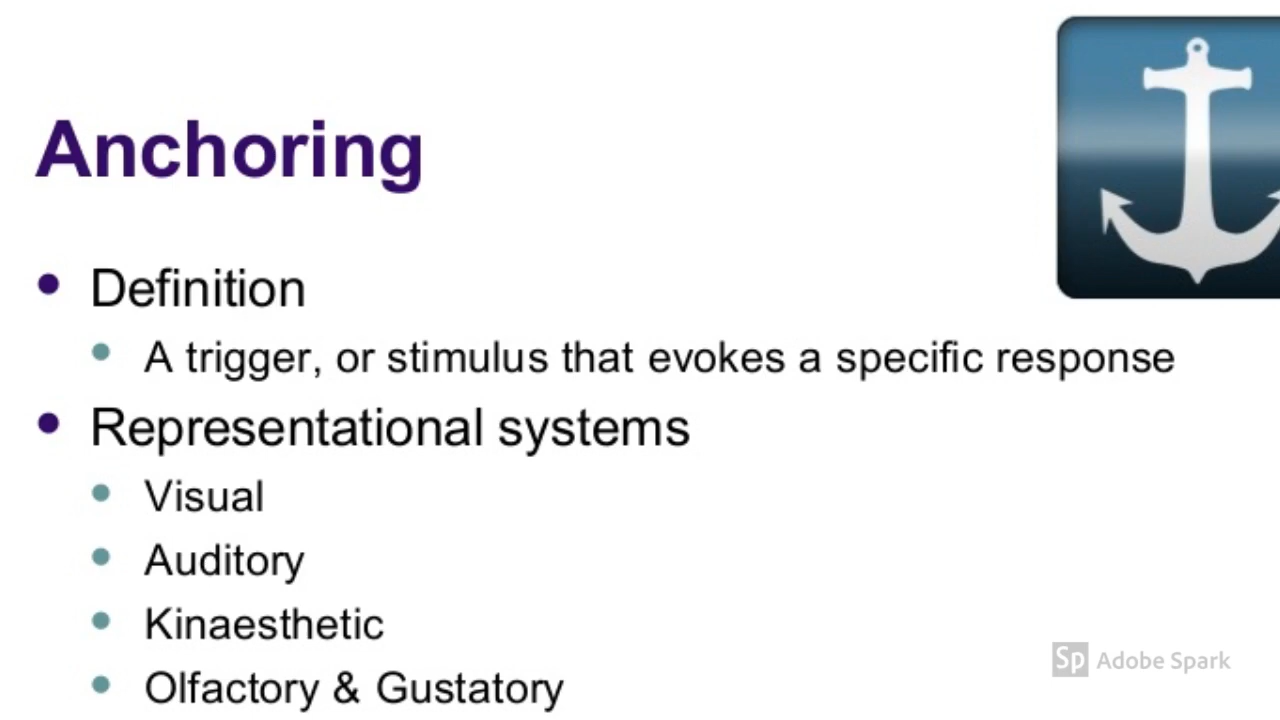 Anchoring
Definition
A trigger, or stimulus that evokes a specific response
Representational systems
Visual
Auditory
Kinaesthetic
Olfactory & Gustatory
Sp Adobe Spark